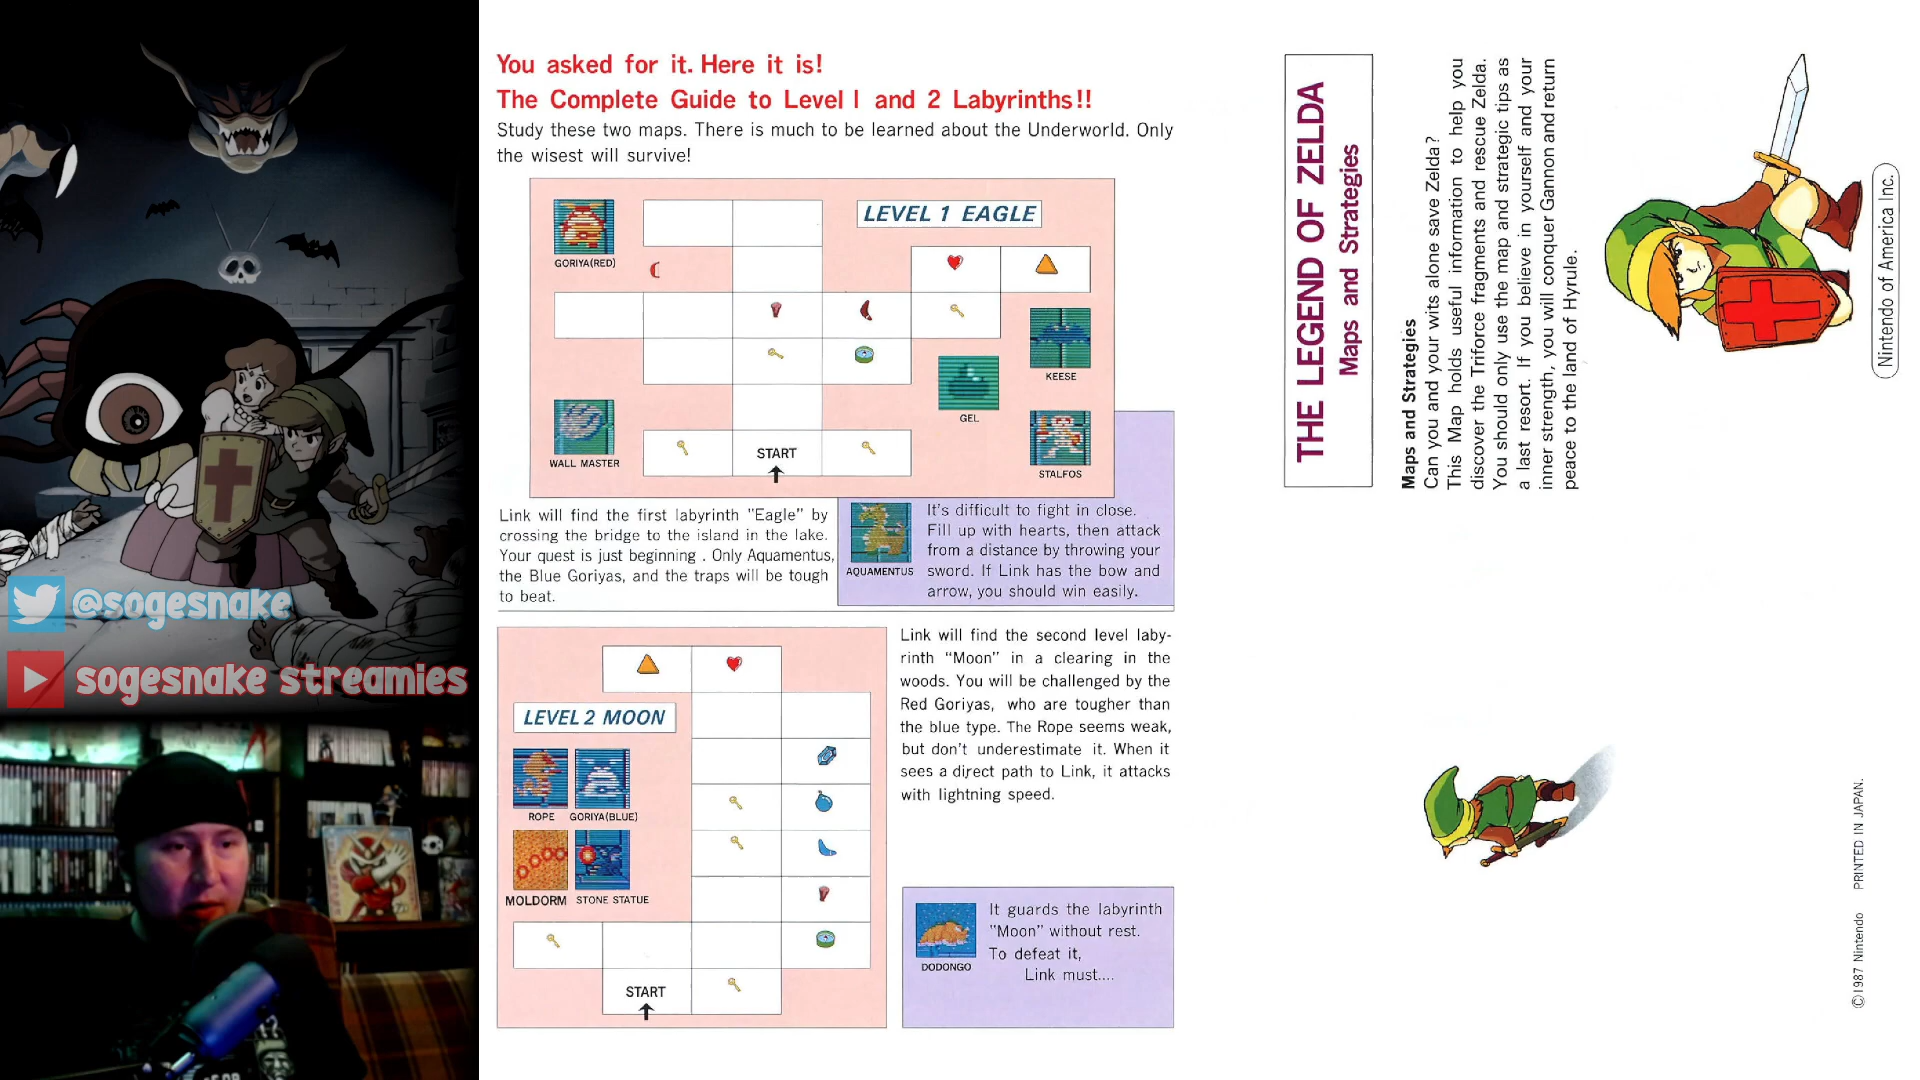 You asked for it. Here it is!
The Complete Guide to Level 1 and 2 Labyrinths!!
Study these two maps. There is much to be learned about the Underworld. Only
the wisest will survive!
LEVEL 1 EAGLE
GORIYA(RED)
KEESE
GEL
WALL MASTER
START
STALFOS
Link will find the first labyrinth "Eagle" by
crossing the bridge to the island in the lake.
Your quest is just beginning . Only Aquamentus,
the Blue Goriyas, and the traps will be tough
to beat.
AQUAMENTUS
It's difficult to fight in close.
Fill up with hearts, then attack
from a distance by throwing your
sword. If Link has the bow and
arrow, you should win easily.
LEVEL 2 MOON
ROPE
GORIYA(BLUE)
MOLDORM
STONE STATUE
START
Link will find the second level laby-
rinth "Moon" in a clearing in the
woods. You will be challenged by the
Red Goriyas, who are tougher than
the blue type. The Rope seems weak,
but don't underestimate it. When it
sees a direct path to Link, it attacks
with lightning speed.
DODONGO
It guards the labyrinth
"Moon" without rest.
To defeat it,
Link must....
THE LEGEND OF ZELDA
Maps and Strategies
Maps and Strategies
Can you and your wits alone save Zelda?
This Map holds useful information to help you
discover the Triforce fragments and rescue Zelda.
You should only use the map and strategic tips as
a last resort. If you believe in yourself and your
inner strength, you will conquer Gannon and return
peace to the land of Hyrule.
Nintendo of America Inc.
©1987 Nintendo PRINTED IN JAPAN.
@sogesnake
sogesnake streamies